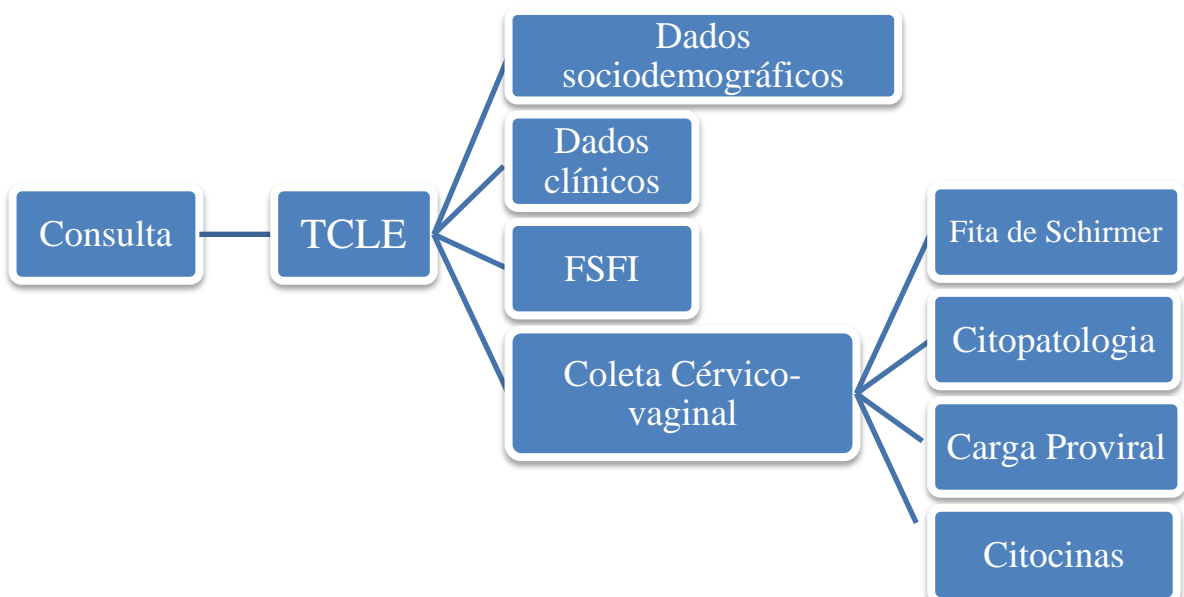 Consulta
TCLE
Dados
sociodemográficos
Dados
clínicos
FSFI
Coleta Cérvico-
vaginal
Fita de Schirmer
Citopatologia
Carga Proviral
Citocinas